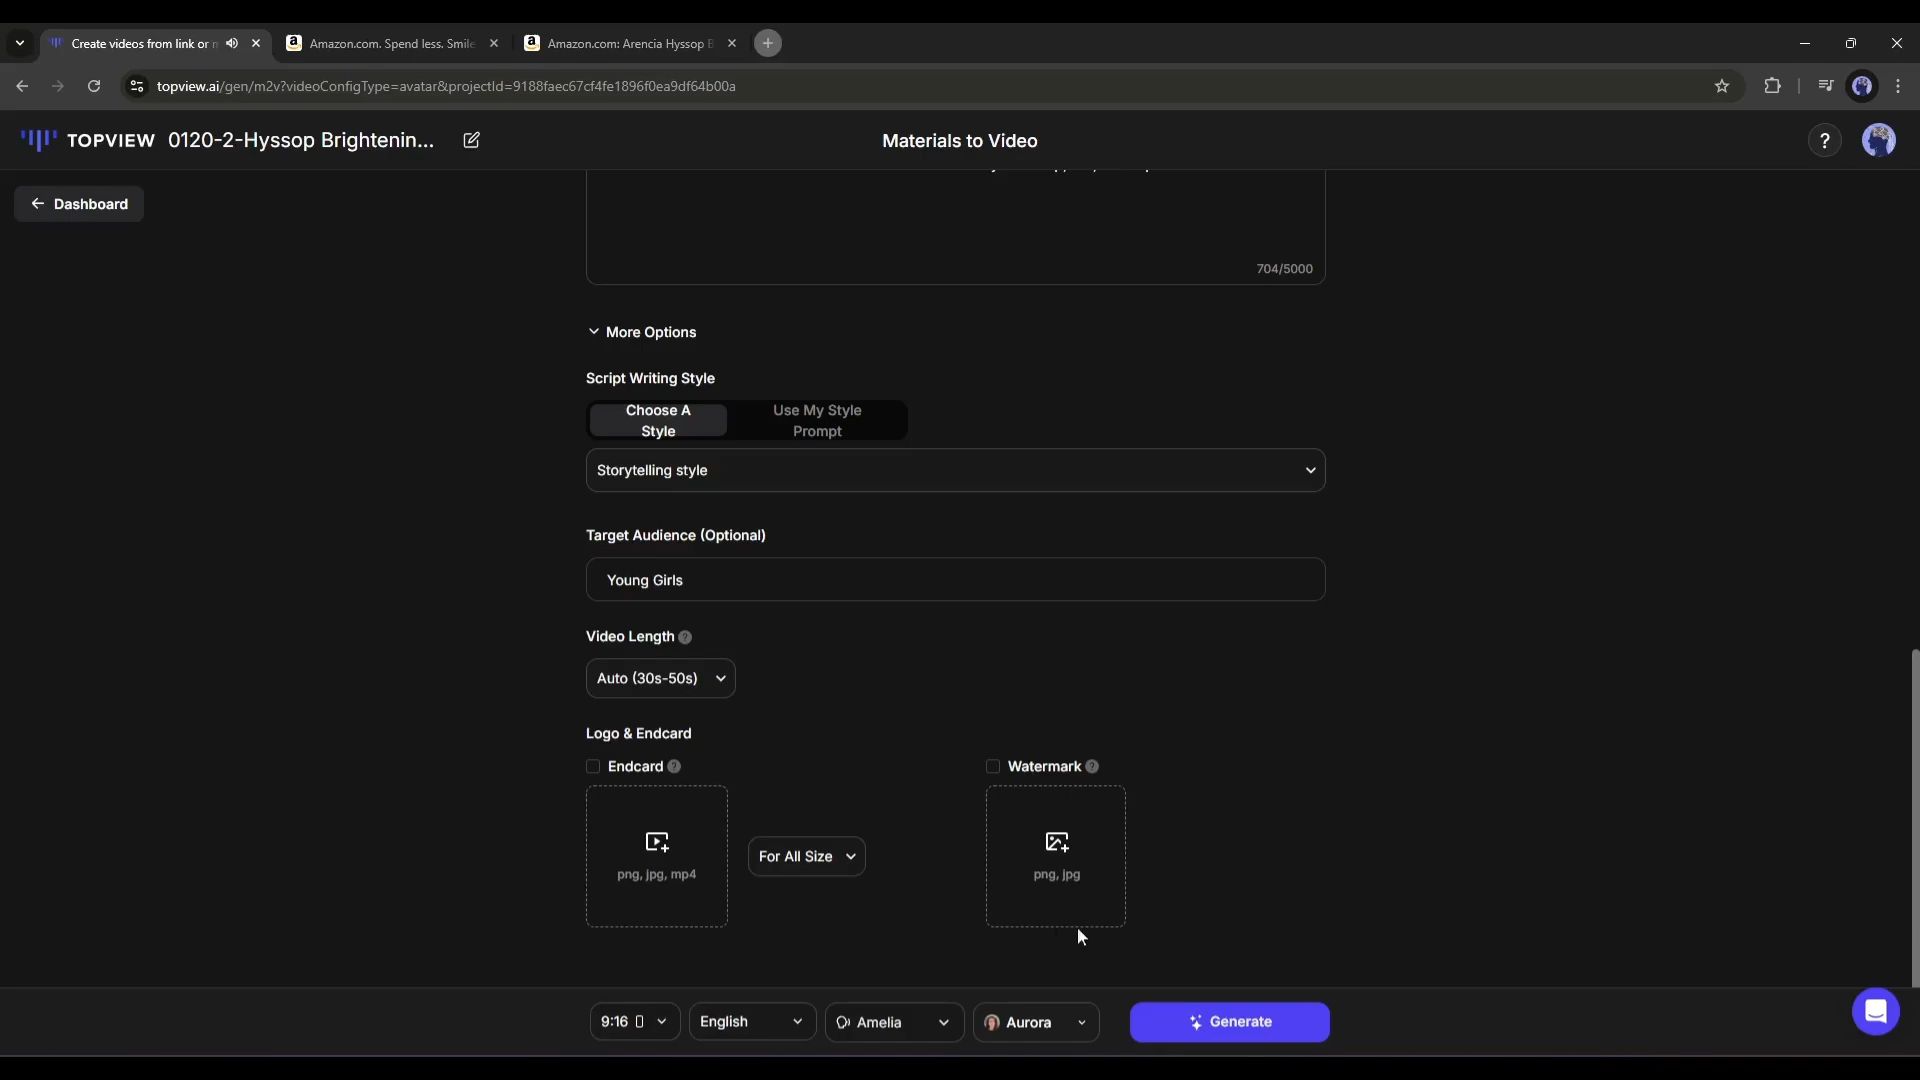 Create videos from link or
Amazon.com. Spend less. Smile
Amazon.com: Arencia Hyssop B
topview.ai/gen/m2v?videoConfigType=avatar&projectId=9188faec67cf4fe1896f0ea9df64b00a
TOPVIEW 0120-2-Hyssop Brightenin...
Materials to Video
?
Dashboard
704/5000
More Options
Script Writing Style
Choose A
Style
Use My Style
Prompt
Storytelling style
Target Audience (Optional)
Young Girls
Video Length ?
Auto (30s-50s)
Logo & Endcard
Endcard ?
Watermark ?
png, jpg, mp4
For All Size
png, jpg
9:16
English
Amelia
Aurora
Generate